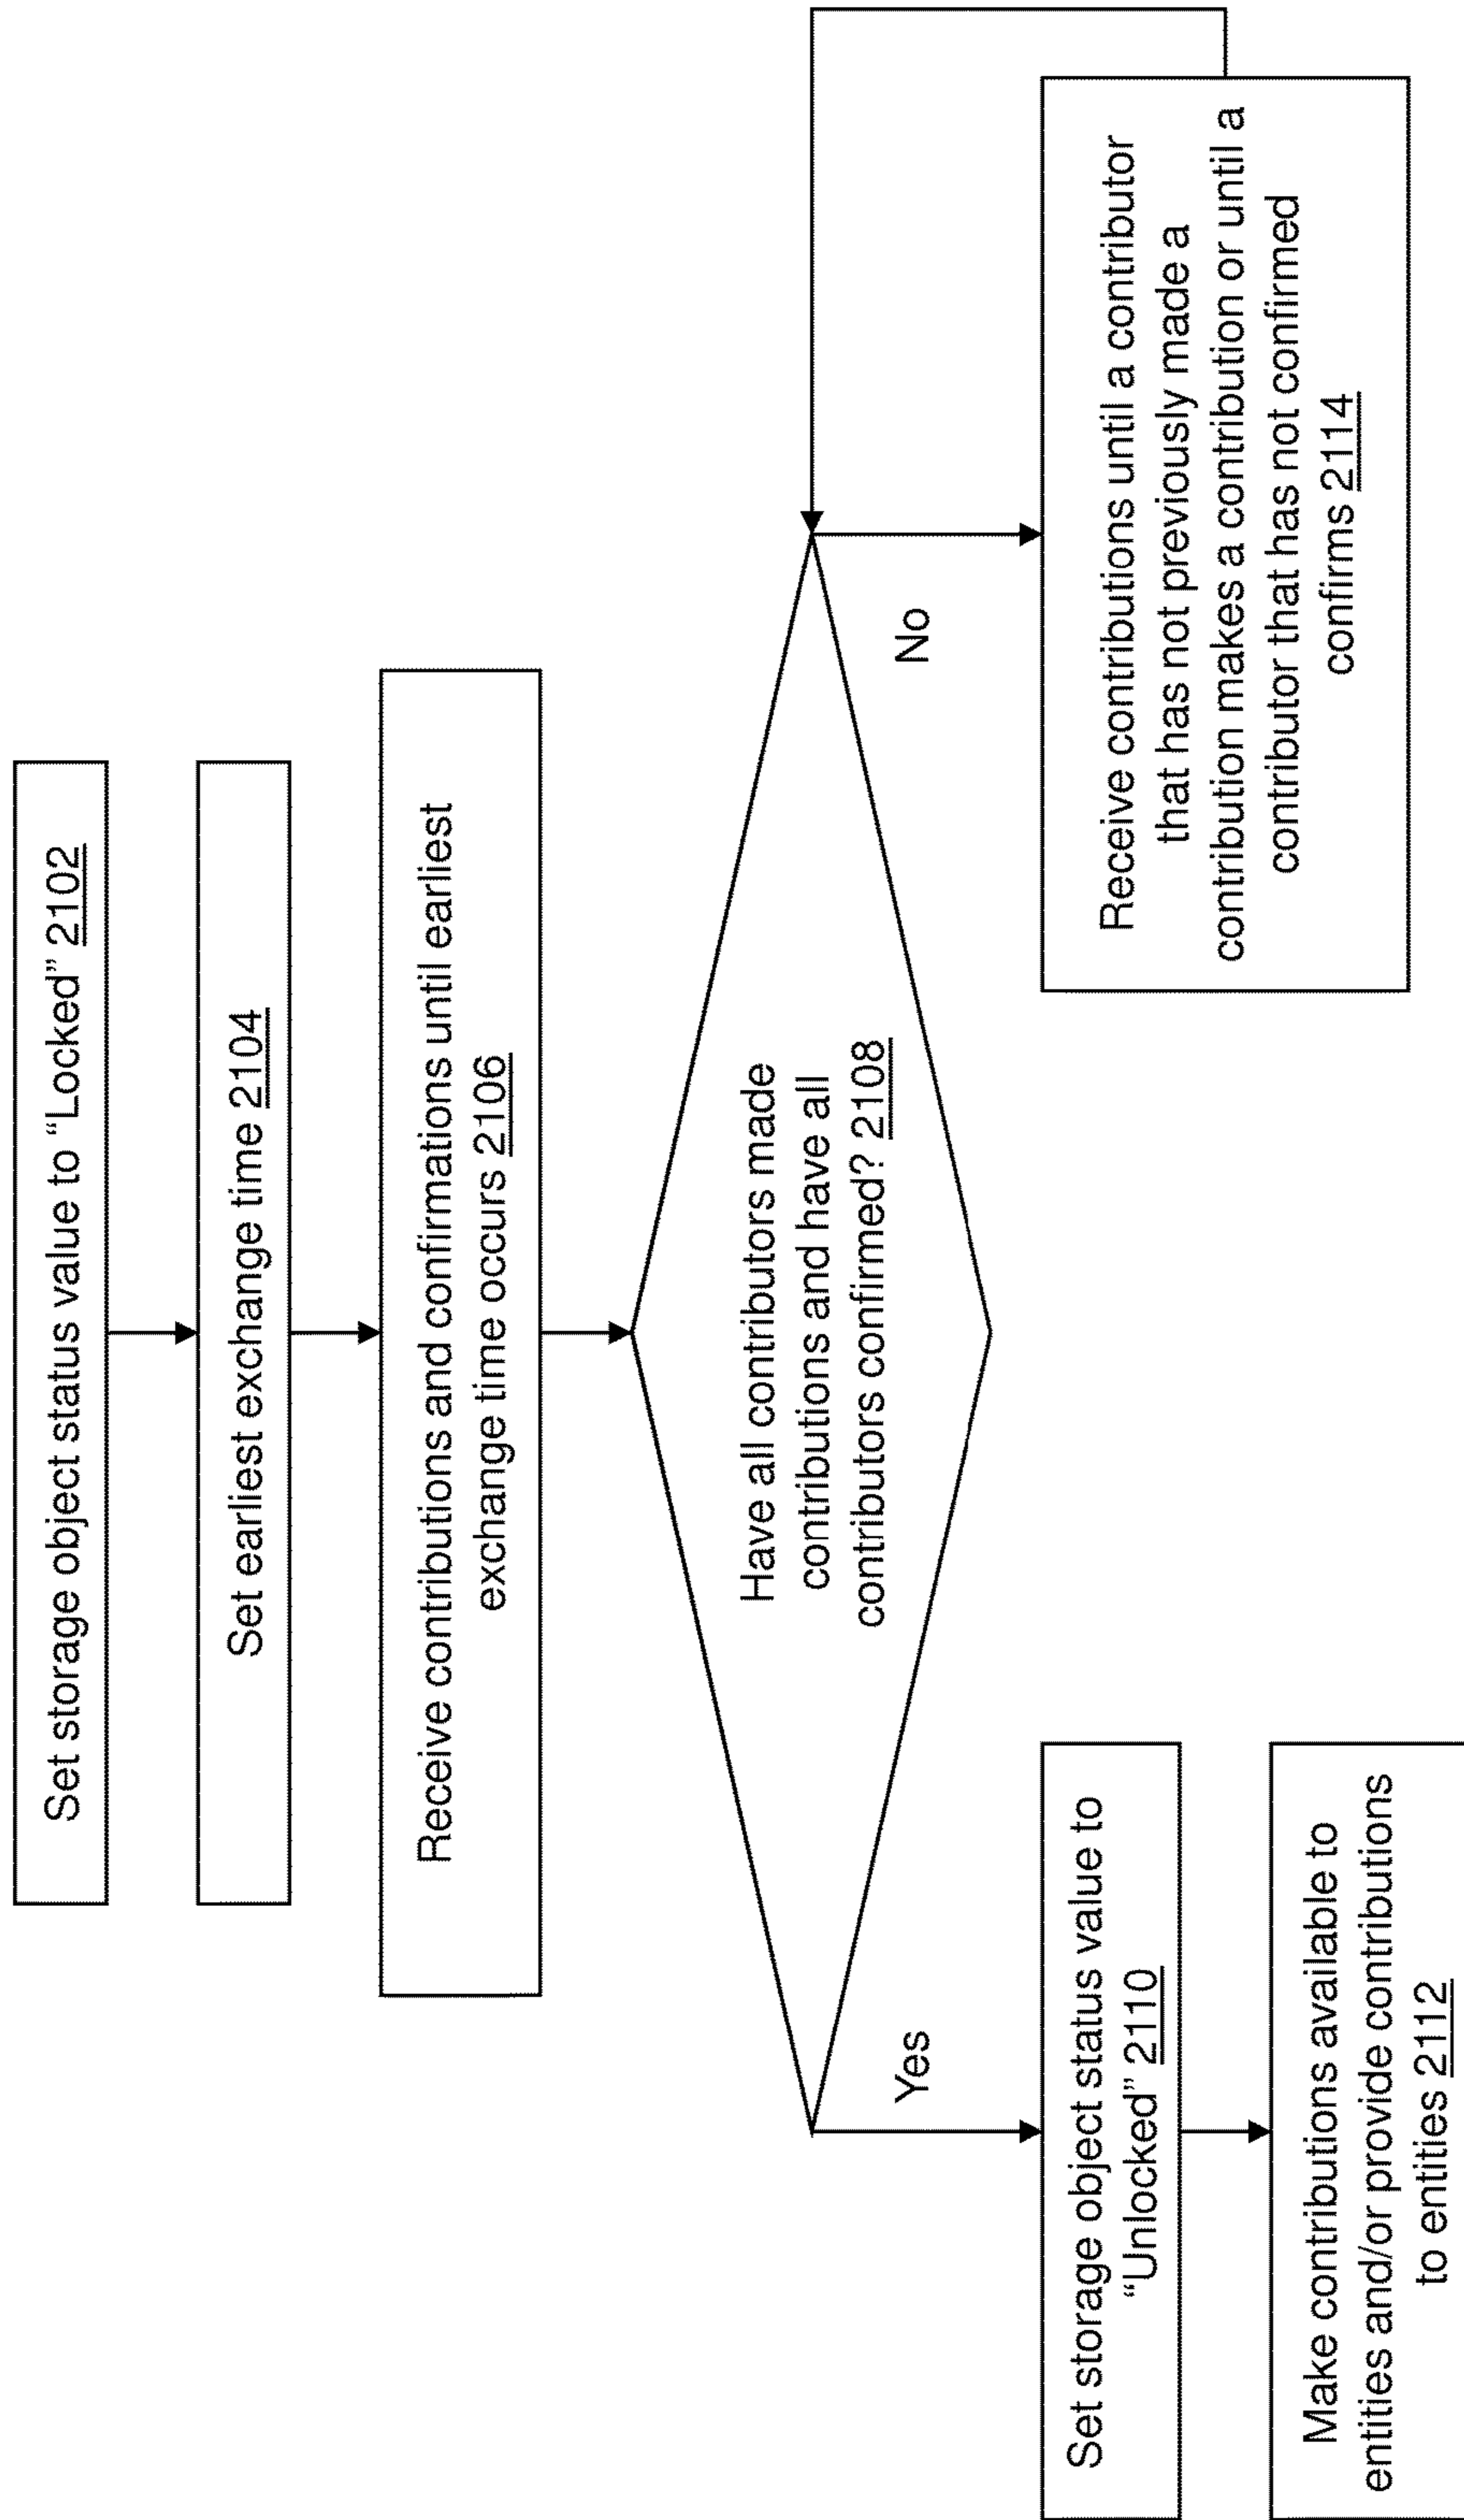 Set storage object status value to “Locked” 2102
Set earliest exchange time 2104
Receive contributions and confirmations until earliest
exchange time occurs 2106
Have all contributors made
contributions and have all
contributors confirmed? 2108
Yes
No
Set storage object status value to
“Unlocked” 2110
Make contributions available to
entities and/or provide contributions
to entities 2112
Receive contributions until a contributor
that has not previously made a
contribution makes a contribution or until a
contributor that has not confirmed
confirms 2114